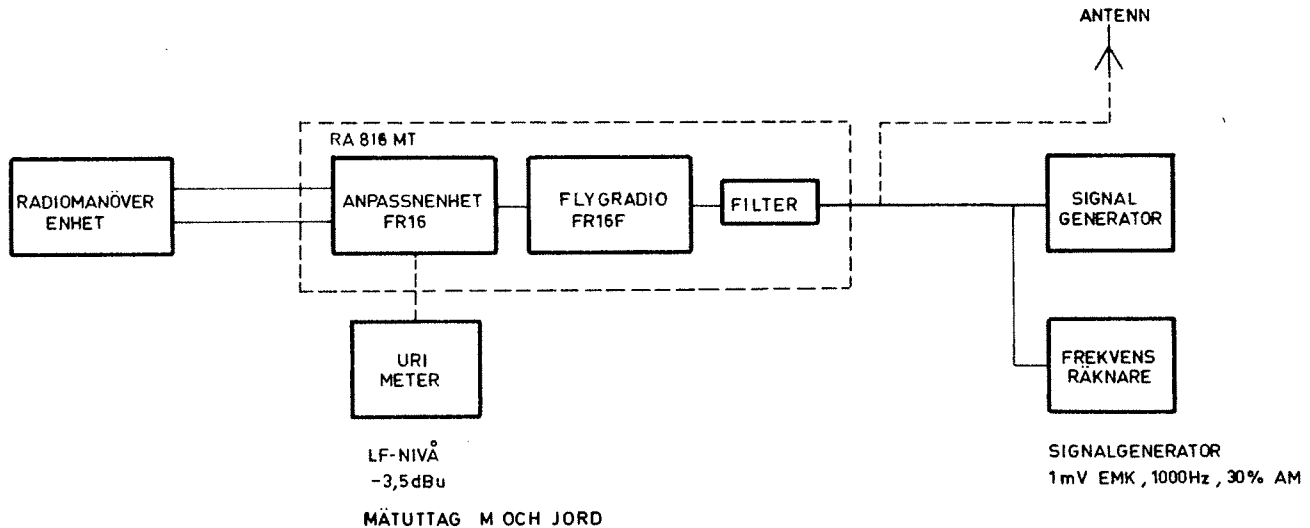 ANTENN
RA 816 MT
RADIOMANÖVER
ENHET
ANPASSNENHET
FR16
FLYGRADIO
FR16F
FILTER
SIGNAL
GENERATOR
URI
METER
FREKVENS
RÄKNARE
LF-NIVÅ
-3,5dBu
MÄTUTTAG M OCH JORD
SIGNALGENERATOR
1mV EMK, 1000Hz, 30% AM